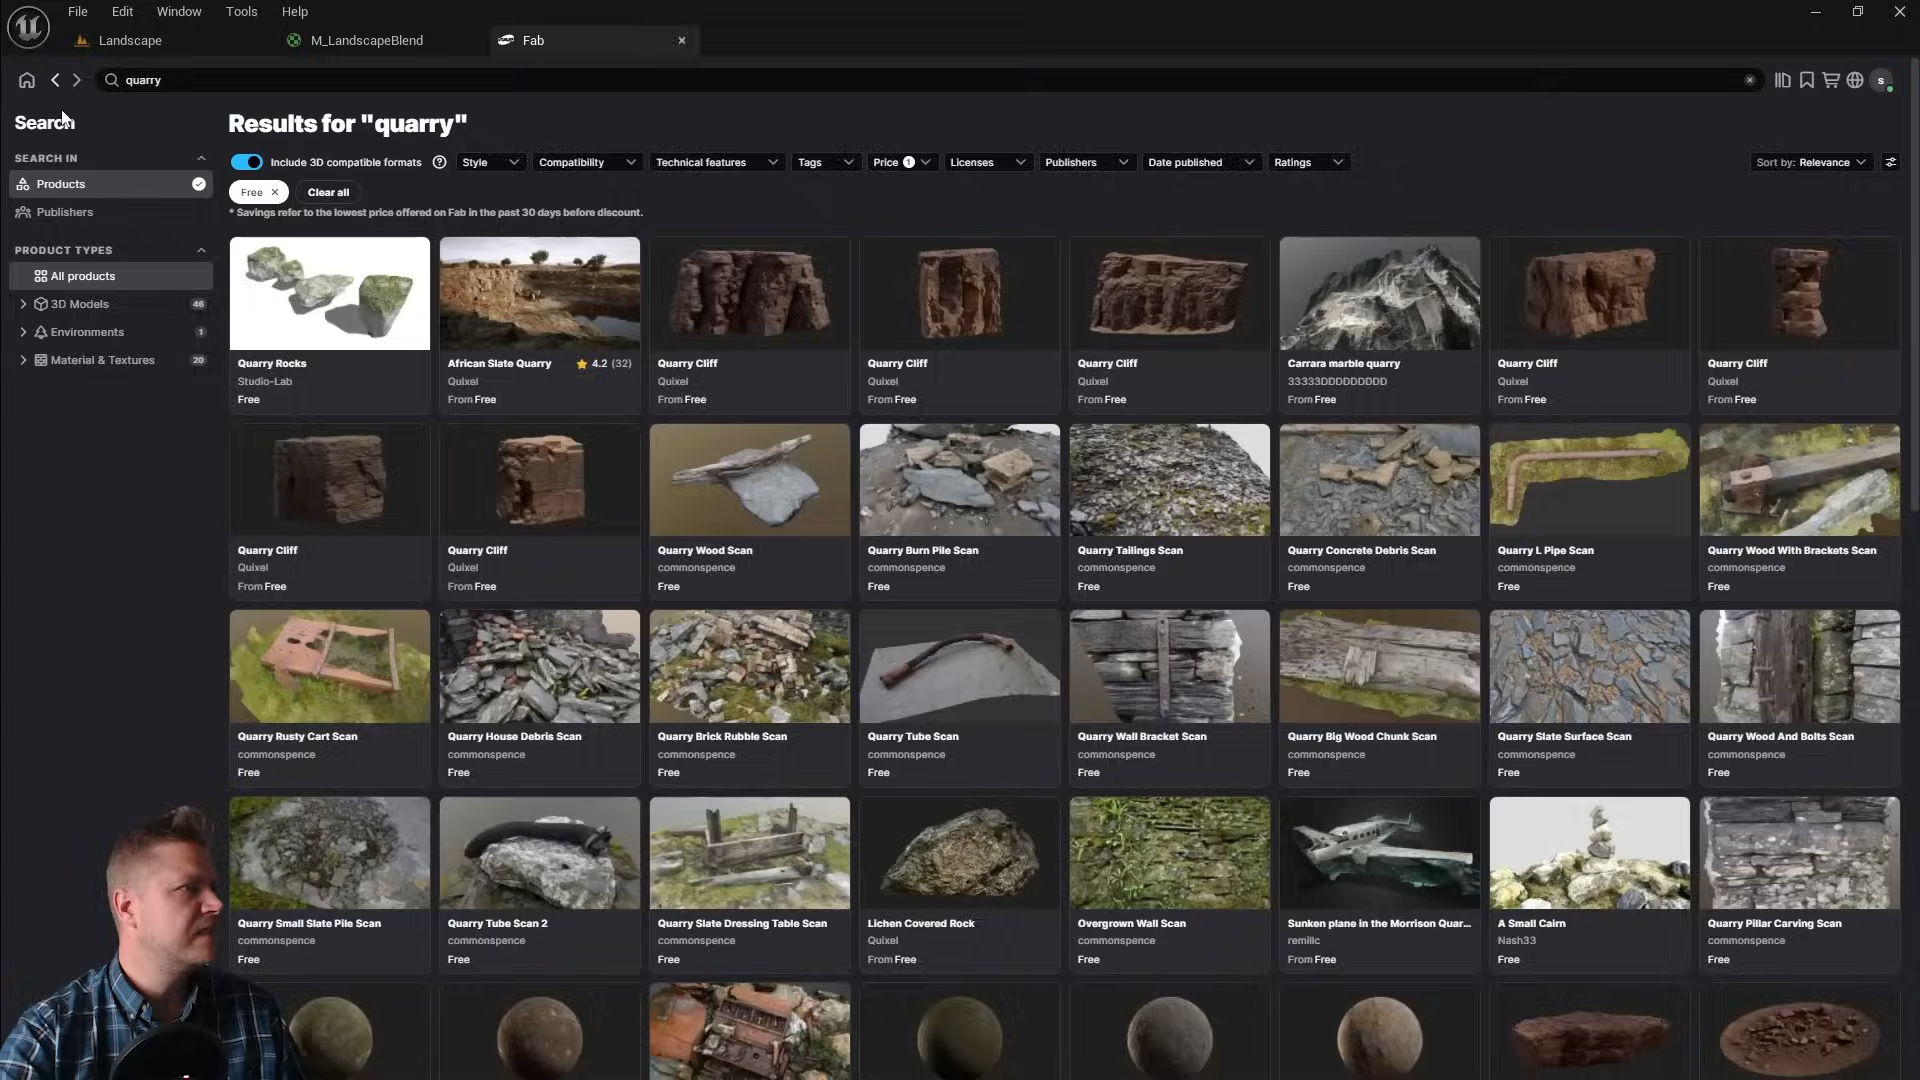 File Edit Window Tools Help
Landscape M_LandscapeBlend Fab
quarry s
Search
SEARCH IN
Products
Publishers
PRODUCT TYPES
All products
3D Models 46
Environments 1
Material & Textures 20
Results for "quarry"
Include 3D compatible formats Style Compatibility Technical features Tags Price 1 Licenses Publishers Date published Ratings Sort by: Relevance
Free Clear all
* Savings refer to the lowest price offered on Fab in the past 30 days before discount.
Quarry Rocks
Studio-Lab
Free
African Slate Quarry 4.2 (32)
Quixel
From Free
Quarry Cliff
Quixel
From Free
Quarry Cliff
Quixel
From Free
Quarry Cliff
Quixel
From Free
Carrara marble quarry
33333DDDDDDDDD
From Free
Quarry Cliff
Quixel
From Free
Quarry Cliff
Quixel
From Free
Quarry Cliff
Quixel
From Free
Quarry Cliff
Quixel
From Free
Quarry Wood Scan
commonspence
Free
Quarry Burn Pile Scan
commonspence
Free
Quarry Tailings Scan
commonspence
Free
Quarry Concrete Debris Scan
commonspence
Free
Quarry L Pipe Scan
commonspence
Free
Quarry Wood With Brackets Scan
commonspence
Free
Quarry Rusty Cart Scan
commonspence
Free
Quarry House Debris Scan
commonspence
Free
Quarry Brick Rubble Scan
commonspence
Free
Quarry Tube Scan
commonspence
Free
Quarry Wall Bracket Scan
commonspence
Free
Quarry Big Wood Chunk Scan
commonspence
Free
Quarry Slate Surface Scan
commonspence
Free
Quarry Wood And Bolts Scan
commonspence
Free
Quarry Small Slate Pile Scan
commonspence
Free
Quarry Tube Scan 2
commonspence
Free
Quarry Slate Dressing Table Scan
commonspence
Free
Lichen Covered Rock
Quixel
From Free
Overgrown Wall Scan
commonspence
Free
Sunken plane in the Morrison Quar...
remillc
From Free
A Small Cairn
Nash33
Free
Quarry Pillar Carving Scan
commonspence
Free